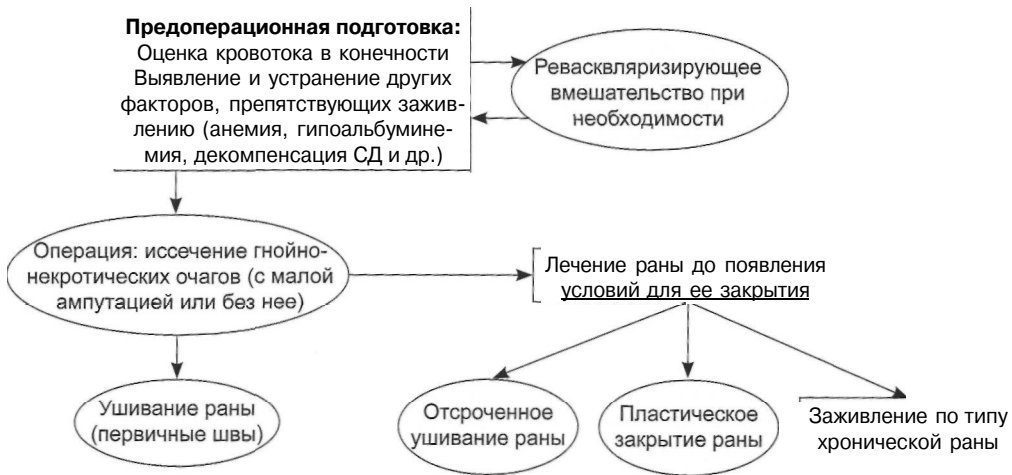 Предоперационная подготовка:
Оценка кровотока в конечности
Выявление и устранение других
факторов, препятствующих зажив-
лению (анемия, гипоальбумине-
мия, декомпенсация СД и др.)
Ревасквляризирующее
вмешательство при
необходимости
Операция: иссечение гнойно-
некротических очагов (с малой
ампутацией или без нее)
Лечение раны до появления
условий для ее закрытия
Ушивание раны
(первичные швы)
Отсроченное
ушивание раны
Пластическое
закрытие раны
Заживление по типу
хронической раны